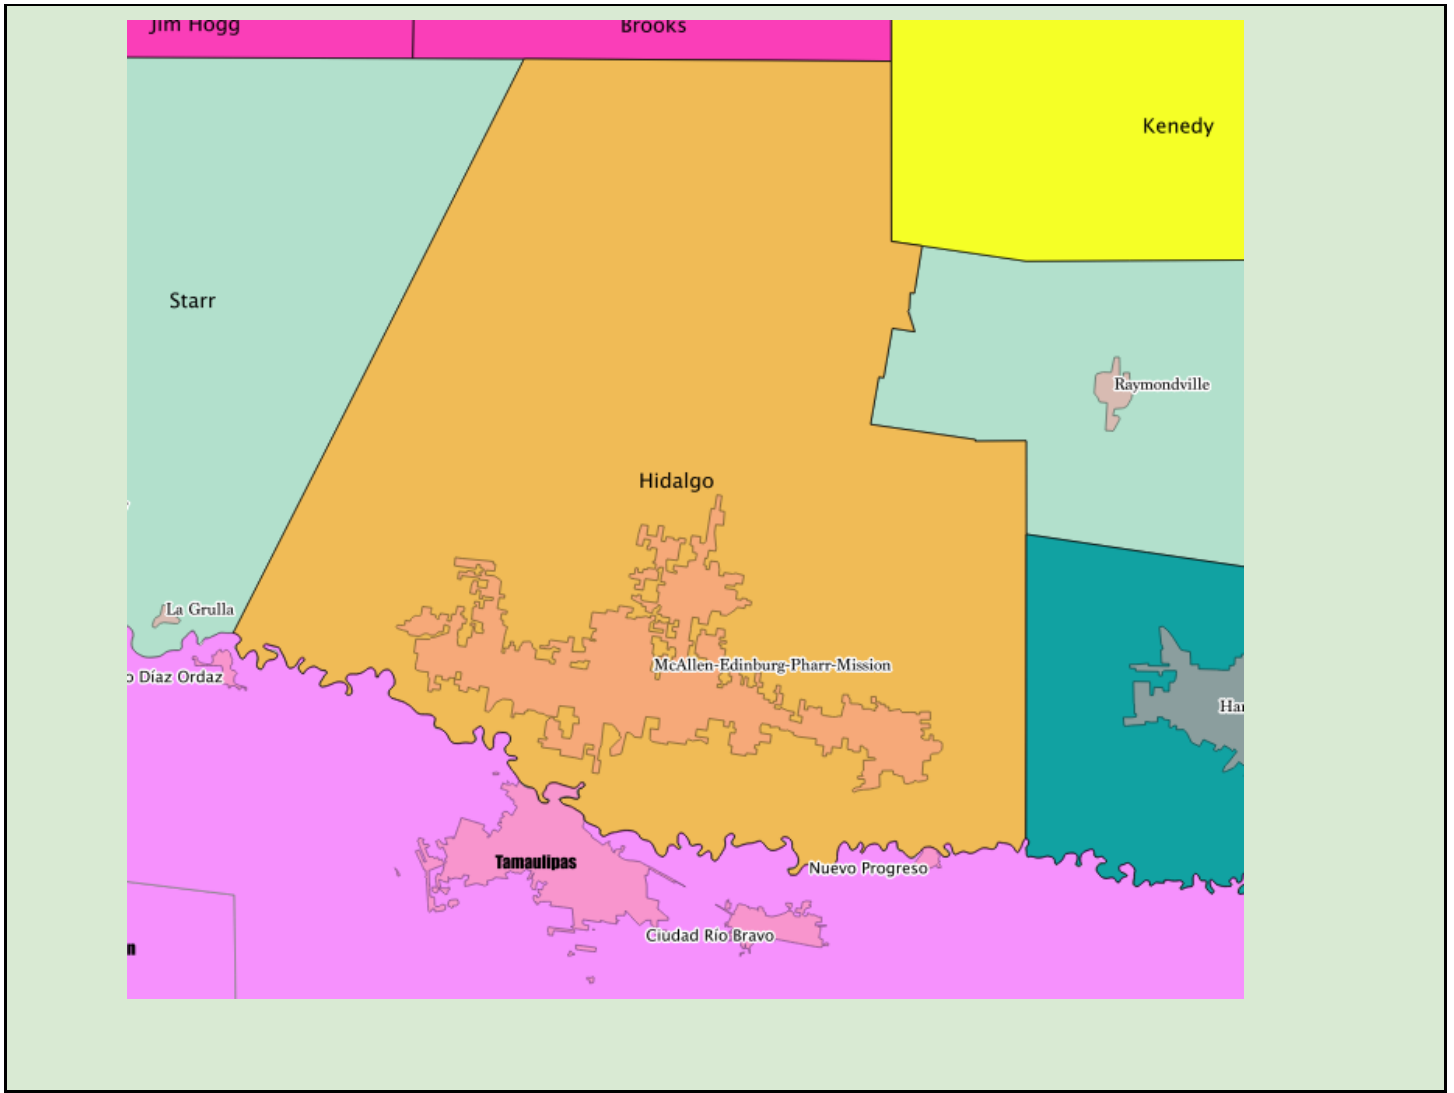 Jim Hogg
Brooks
Kenedy
Starr
Raymondville
Hidalgo
La Grulla
McAllen-Edinburg-Pharr-Mission
o Díaz Ordaz
Har
Tamaulipas
Nuevo Progreso
Ciudad Río Bravo
n